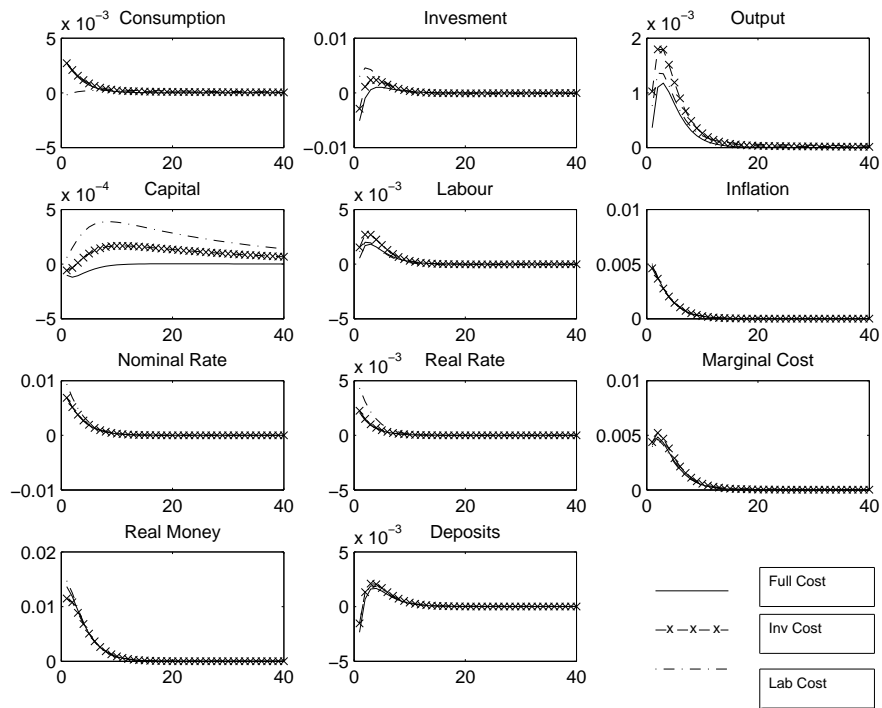 x 10⁻³ Consumption
5
0
−5
0 20 40
Invesment
0.01
0
−0.01
0 20 40
x 10⁻³ Output
2
1
0
0 20 40
x 10⁻⁴ Capital
5
0
−5
0 20 40
x 10⁻³ Labour
5
0
−5
0 20 40
Inflation
0.01
0.005
0
0 20 40
Nominal Rate
0.01
0
−0.01
0 20 40
x 10⁻³ Real Rate
5
0
−5
0 20 40
Marginal Cost
0.01
0.005
0
0 20 40
Real Money
0.02
0.01
0
0 20 40
x 10⁻³ Deposits
5
0
−5
0 20 40
Full Cost
Inv Cost
Lab Cost